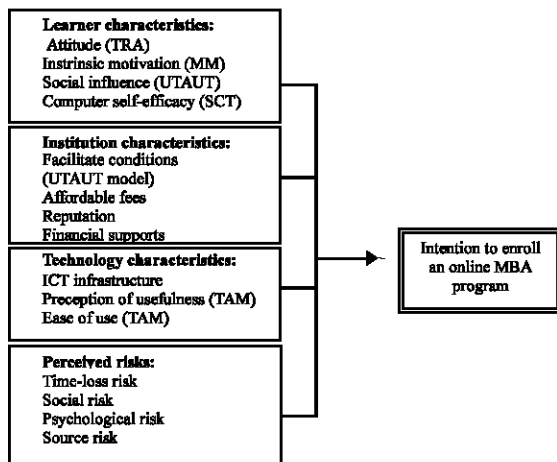 Learner characteristics:
Attitude (TRA)
Instrinsic motivation (MM)
Social influence (UTAUT)
Computer self-efficacy (SCT)
Institution characteristics:
Facilitate conditions
(UTAUT model)
Affordable fees
Reputation
Financial supports
Technology characteristics:
ICT infrastructure
Preception of usefulness (TAM)
Ease of use (TAM)
Perceived risks:
Time-loss risk
Social risk
Psychological risk
Source risk
Intention to enroll
an online MBA
program